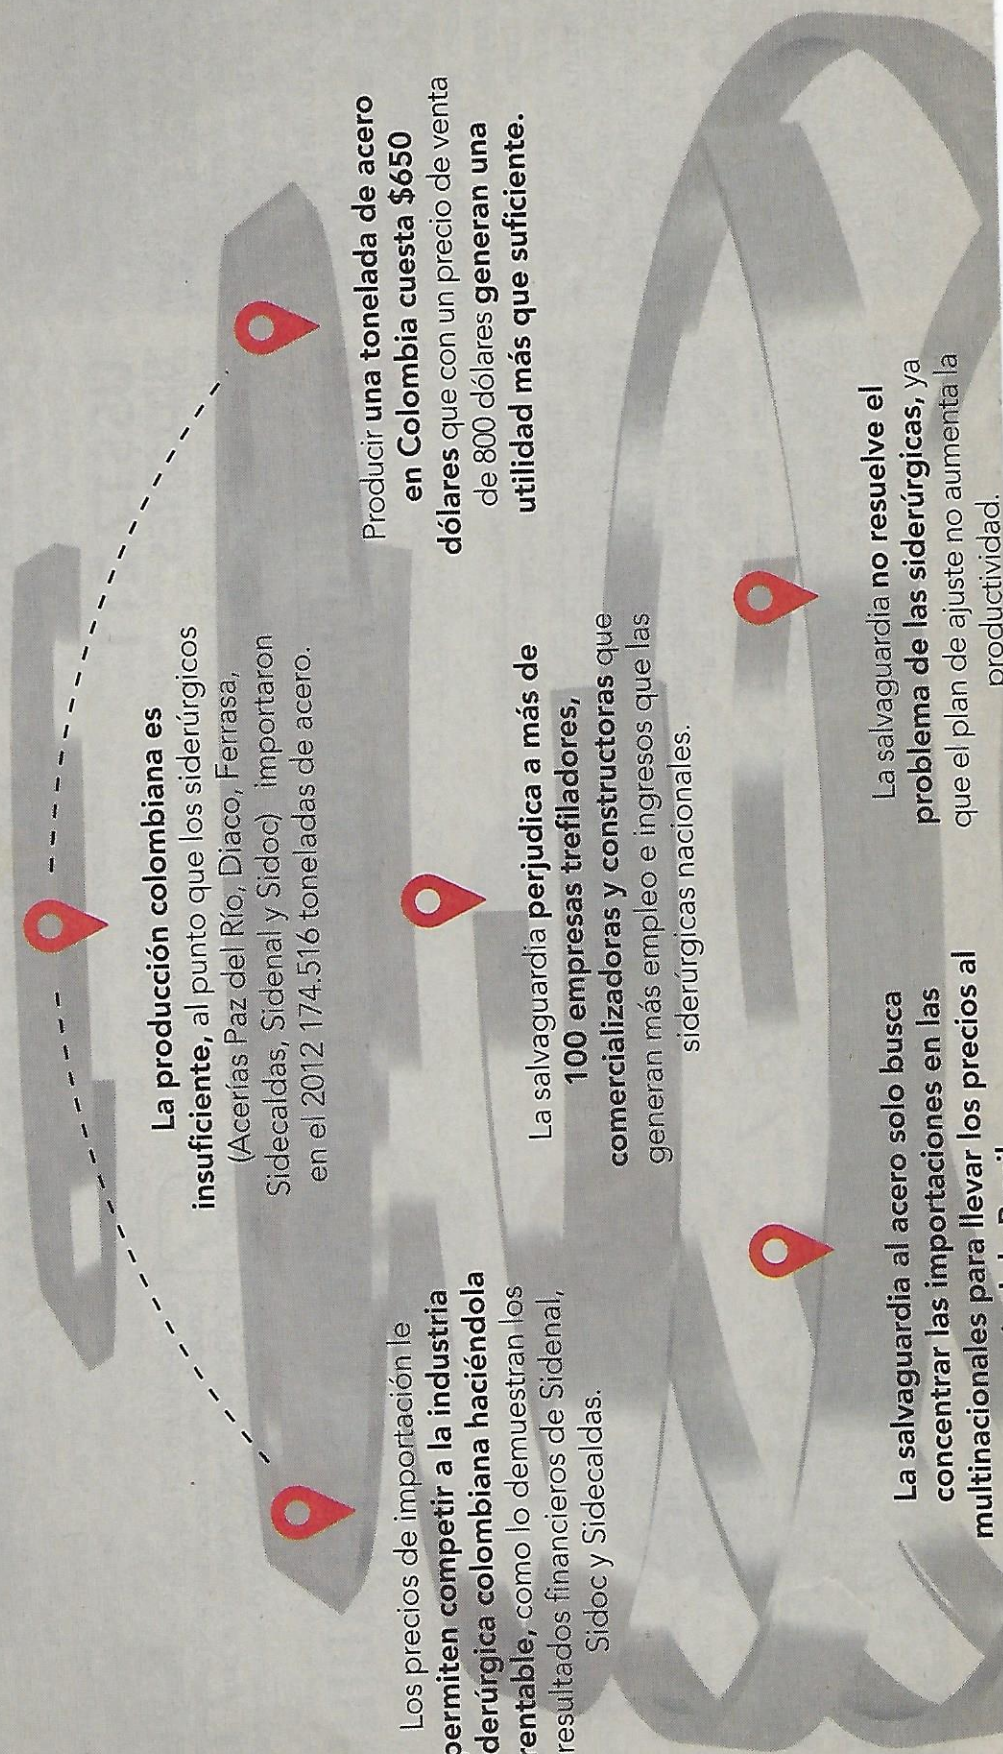 La producción colombiana es
insuficiente, al punto que los siderúrgicos
(Acerías Paz del Río, Diaco, Ferrasa,
Sidecaldas, Sidenal y Sidoc) importaron
en el 2012 174.516 toneladas de acero.
Los precios de importación le
permiten competir a la industria
derúrgica colombiana haciéndola
rentable, como lo demuestran los
resultados financieros de Sidenal,
Sidoc y Sidecaldas.
Producir una tonelada de acero
en Colombia cuesta $650
dólares que con un precio de venta
de 800 dólares generan una
utilidad más que suficiente.
La salvaguardia perjudica a más de
100 empresas trefiladores,
comercializadoras y constructoras que
generan más empleo e ingresos que las
siderúrgicas nacionales.
La salvaguardia al acero solo busca
concentrar las importaciones en las
multinacionales para llevar los precios al
La salvaguardia no resuelve el
problema de las siderúrgicas, ya
que el plan de ajuste no aumenta la
productividad.